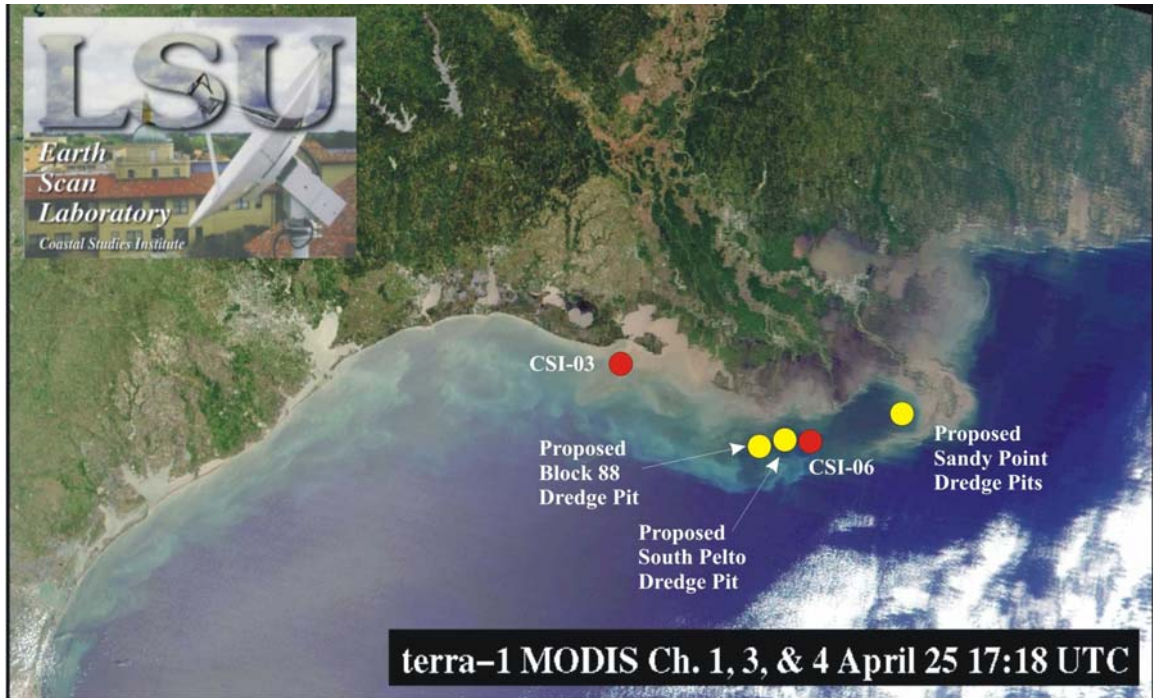 LSU
Earth
Scan
Laboratory
Coastal Studies Institute
CSI-03
Proposed
Block 88
Dredge Pit
Proposed
South Pelto
Dredge Pit
CSI-06
Proposed
Sandy Point
Dredge Pits
terra-1 MODIS Ch. 1, 3, & 4 April 25 17:18 UTC